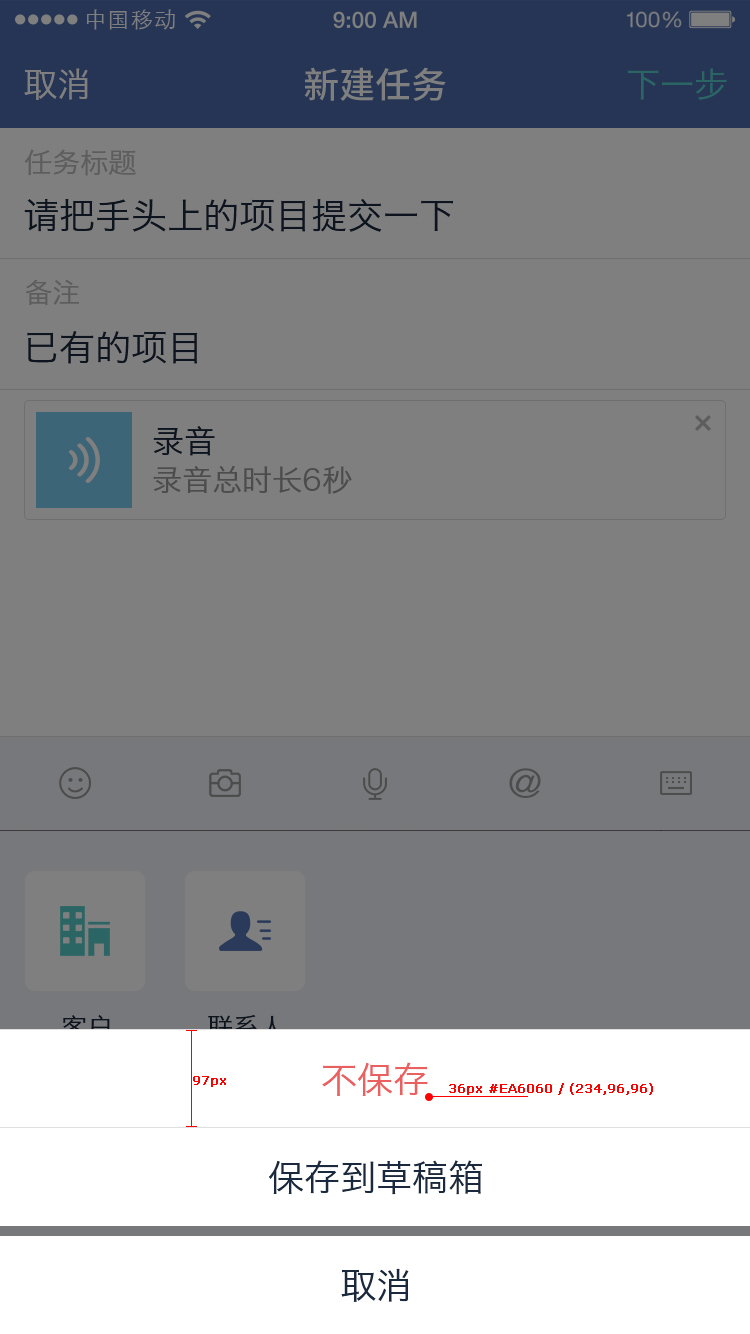 中国移动 9:00 AM 100%
取消 新建任务 下一步
任务标题
请把手头上的项目提交一下
备注
已有的项目
录音
录音总时长6秒
客户 联系人
97px 不保存 36px #EA6060 / (234,96,96)
保存到草稿箱
取消